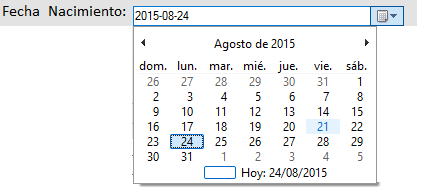 Fecha Nacimiento: 2015-08-24
Agosto de 2015
dom. lun. mar. mié. jue. vie. sáb.
26 27 28 29 30 31 1
2 3 4 5 6 7 8
9 10 11 12 13 14 15
16 17 18 19 20 21 22
23 24 25 26 27 28 29
30 31 1 2 3 4 5
Hoy: 24/08/2015